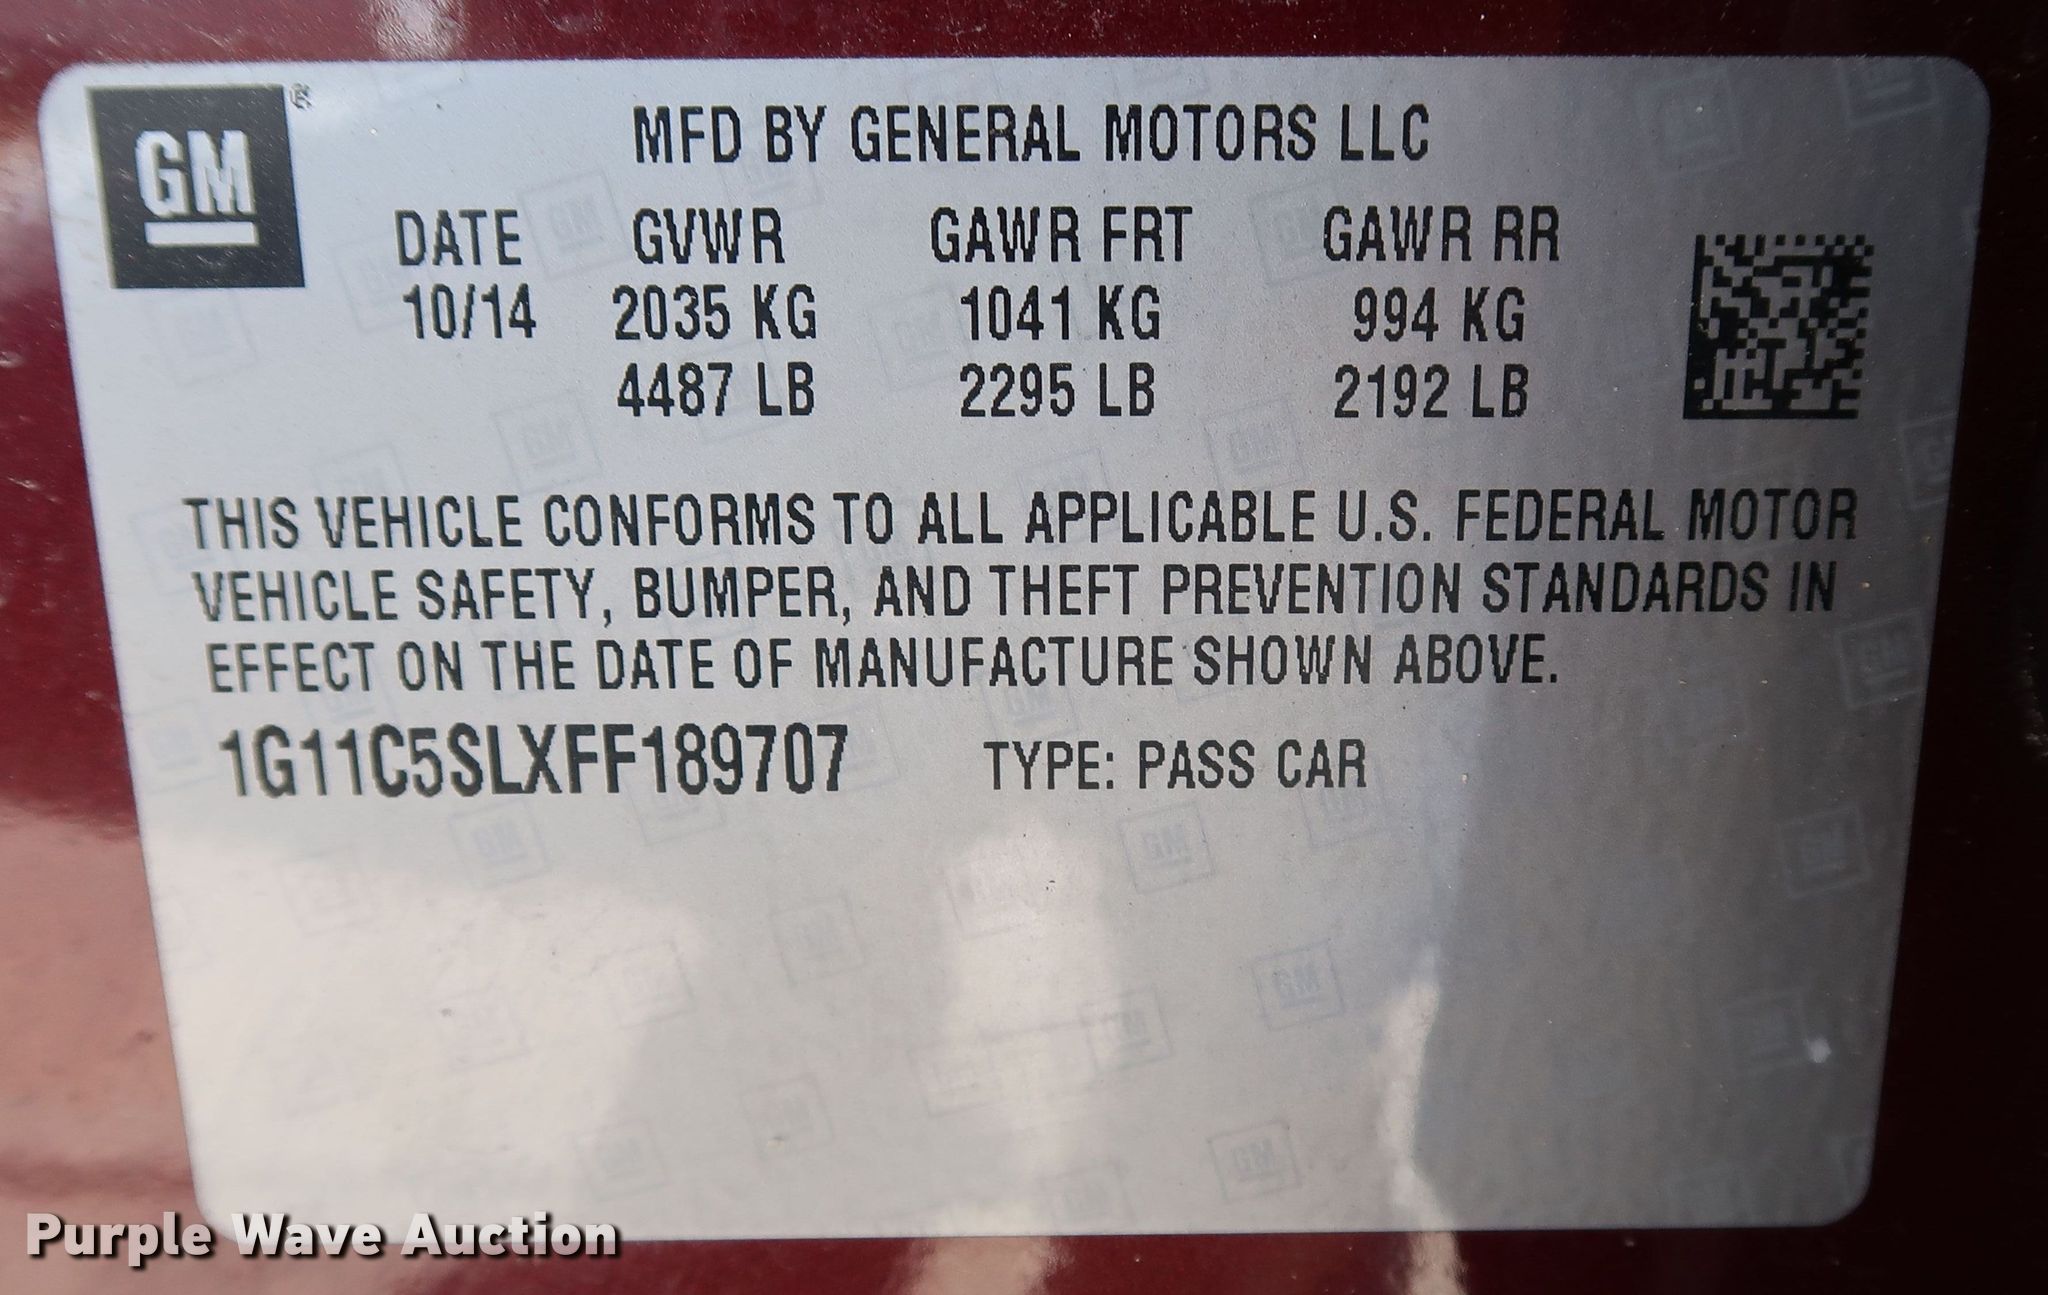 GM ®
MFD BY GENERAL MOTORS LLC
DATE GVWR GAWR FRT GAWR RR
10/14 2035 KG 1041 KG 994 KG
4487 LB 2295 LB 2192 LB
THIS VEHICLE CONFORMS TO ALL APPLICABLE U.S. FEDERAL MOTOR
VEHICLE SAFETY, BUMPER, AND THEFT PREVENTION STANDARDS IN
EFFECT ON THE DATE OF MANUFACTURE SHOWN ABOVE.
1G11C5SLXFF189707 TYPE: PASS CAR
Purple Wave Auction